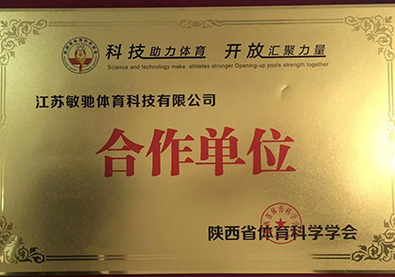 科技助力体育 开放汇聚力量
Science and technology make athletes stronger Opening-up pools strength together
江苏敏驰体育科技有限公司
合作单位
陕西省体育科学学会